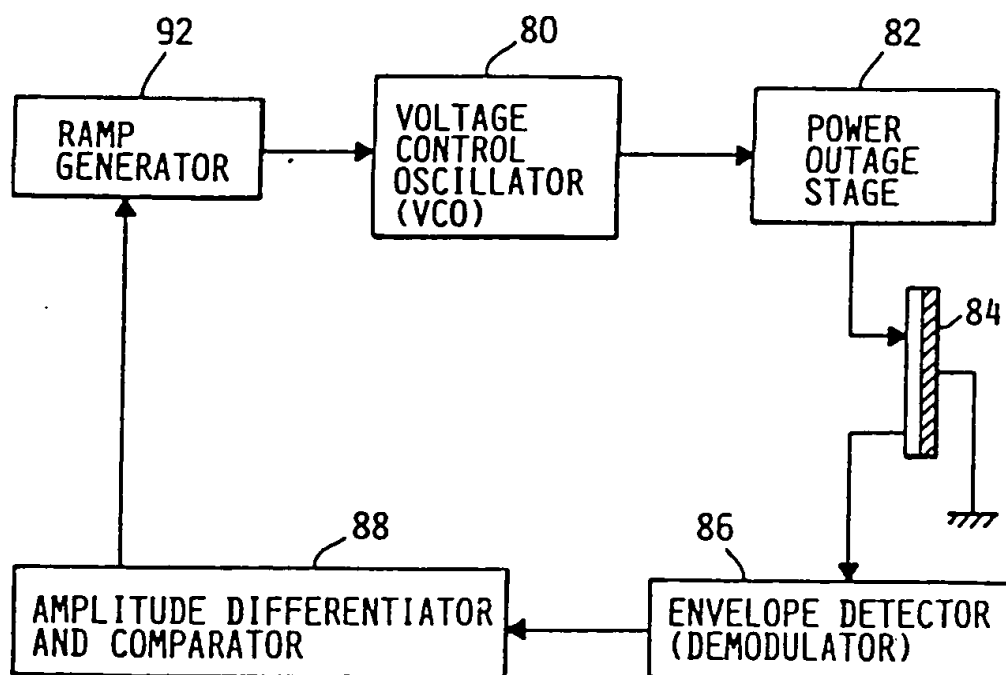 92
80
82
RAMP
GENERATOR
VOLTAGE
CONTROL
OSCILLATOR
(VCO)
POWER
OUTAGE
STAGE
84
88
86
AMPLITUDE DIFFERENTIATOR
AND COMPARATOR
ENVELOPE DETECTOR
(DEMODULATOR)